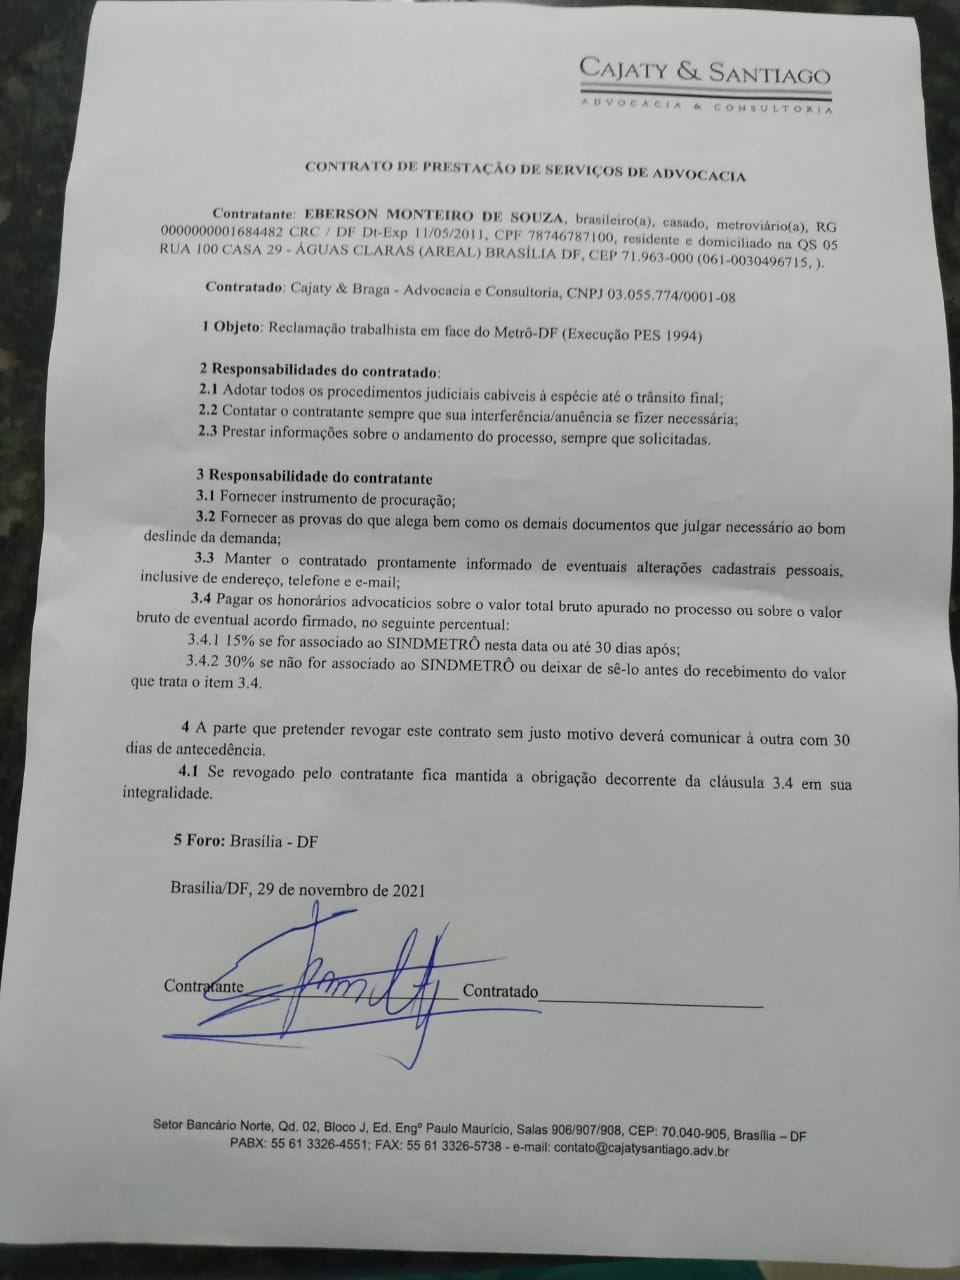 CAJATY & SANTIAGO
ADVOCACIA & CONSULTORIA
CONTRATO DE PRESTAÇÃO DE SERVIÇOS DE ADVOCACIA
Contratante: EBERSON MONTEIRO DE SOUZA, brasileiro(a), casado, metroviário(a), RG
0000000001684482 CRC / DF Dt-Exp 11/05/2011, CPF 78746787100, residente e domiciliado na QS 05
RUA 100 CASA 29 - ÁGUAS CLARAS (AREAL) BRASÍLIA DF, CEP 71.963-000 (061-0030496715, ).
Contratado: Cajaty & Braga - Advocacia e Consultoria, CNPJ 03.055.774/0001-08
1 Objeto: Reclamação trabalhista em face do Metrô-DF (Execução PES 1994)
2 Responsabilidades do contratado:
2.1 Adotar todos os procedimentos judiciais cabíveis à espécie até o trânsito final;
2.2 Contatar o contratante sempre que sua interferência/anuência se fizer necessária;
2.3 Prestar informações sobre o andamento do processo, sempre que solicitadas.
3 Responsabilidade do contratante
3.1 Fornecer instrumento de procuração;
3.2 Fornecer as provas do que alega bem como os demais documentos que julgar necessário ao bom
deslinde da demanda;
3.3 Manter o contratado prontamente informado de eventuais alterações cadastrais pessoais,
inclusive de endereço, telefone e e-mail;
3.4 Pagar os honorários advocatícios sobre o valor total bruto apurado no processo ou sobre o valor
bruto de eventual acordo firmado, no seguinte percentual:
3.4.1 15% se for associado ao SINDMETRÔ nesta data ou até 30 dias após;
3.4.2 30% se não for associado ao SINDMETRÔ ou deixar de sê-lo antes do recebimento do valor
que trata o item 3.4.
4 A parte que pretender revogar este contrato sem justo motivo deverá comunicar à outra com 30
dias de antecedência.
4.1 Se revogado pelo contratante fica mantida a obrigação decorrente da cláusula 3.4 em sua
integralidade.
5 Foro: Brasília - DF
Brasília/DF, 29 de novembro de 2021
Contratante Contratado
Setor Bancário Norte, Qd. 02, Bloco J, Ed. Engº Paulo Maurício, Salas 906/907/908, CEP: 70.040-905, Brasília – DF
PABX: 55 61 3326-4551; FAX: 55 61 3326-5738 - e-mail: contato@cajatysantiago.adv.br